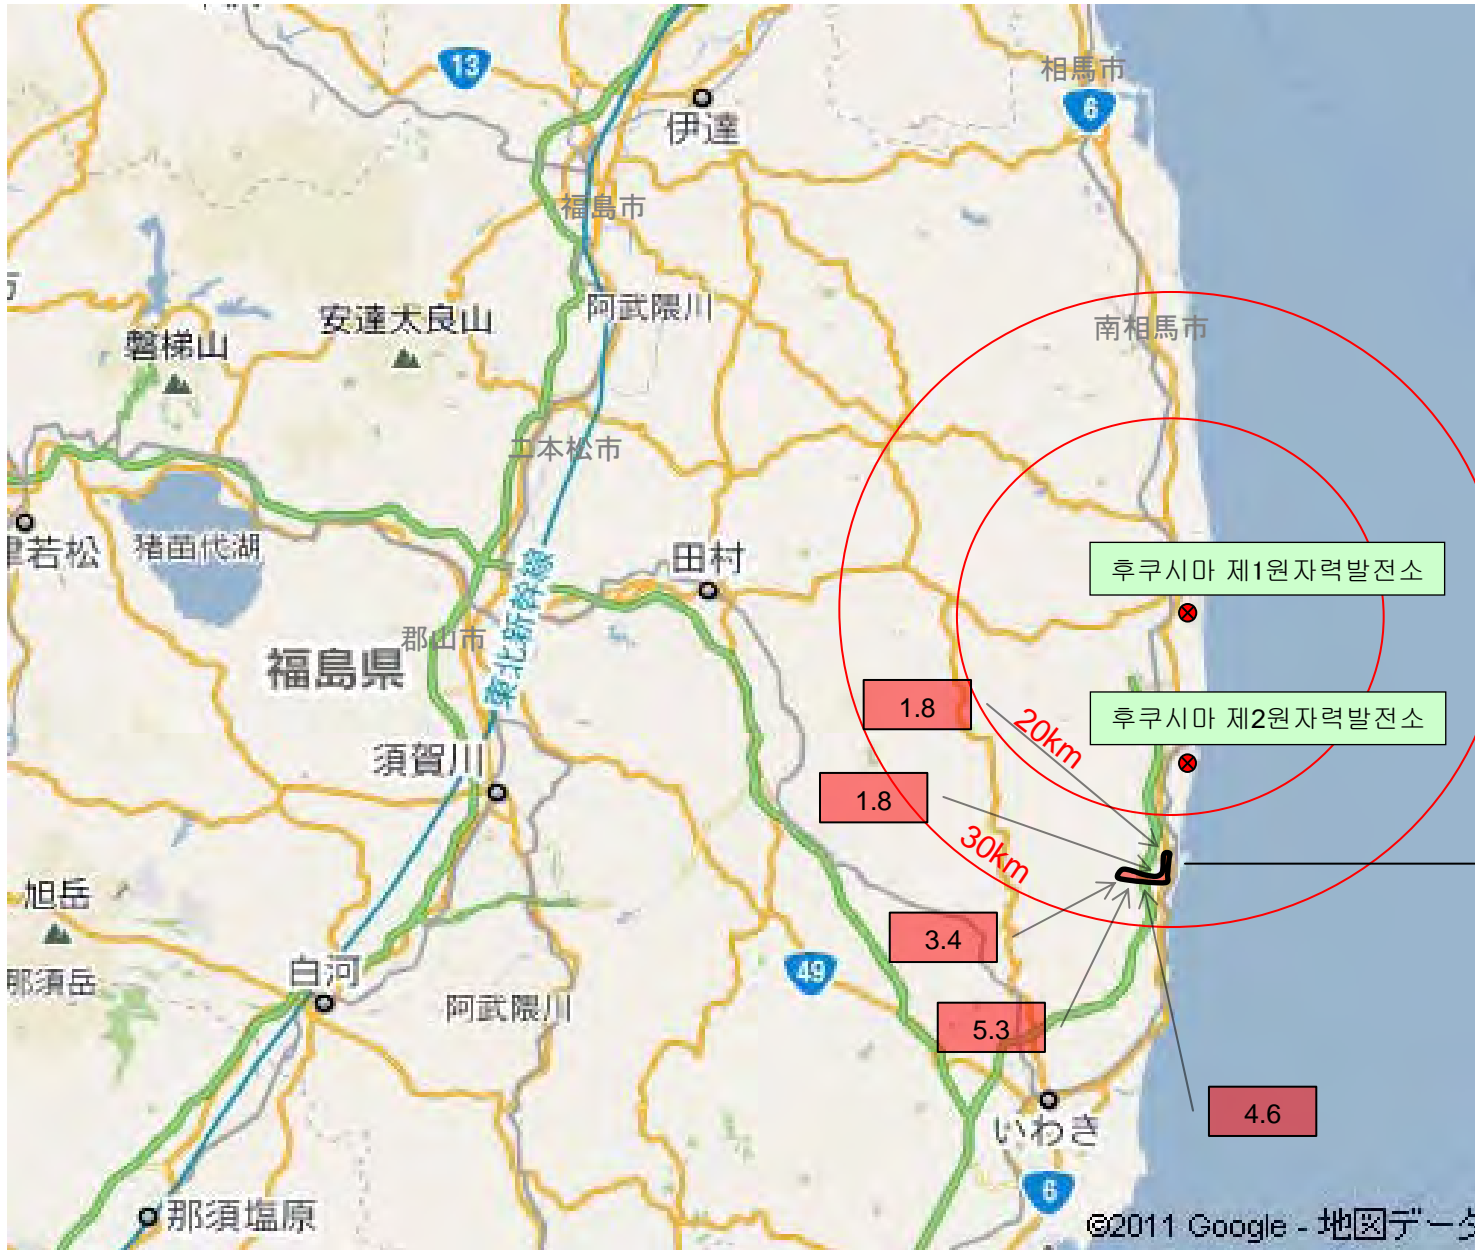 相馬市
13
6
伊達
福島市
阿武隈川
安達太良山
磐梯山
南相馬市
二本松市
猪苗代湖
若松
田村
東北新幹線
후쿠시마 제1원자력발전소
郡山市
福島県
1.8
20km
후쿠시마 제2원자력발전소
須賀川
1.8
30km
旭岳
3.4
白河
49
那須岳
阿武隈川
5.3
4.6
いわき
6
那須塩原
©2011 Google - 地図データ